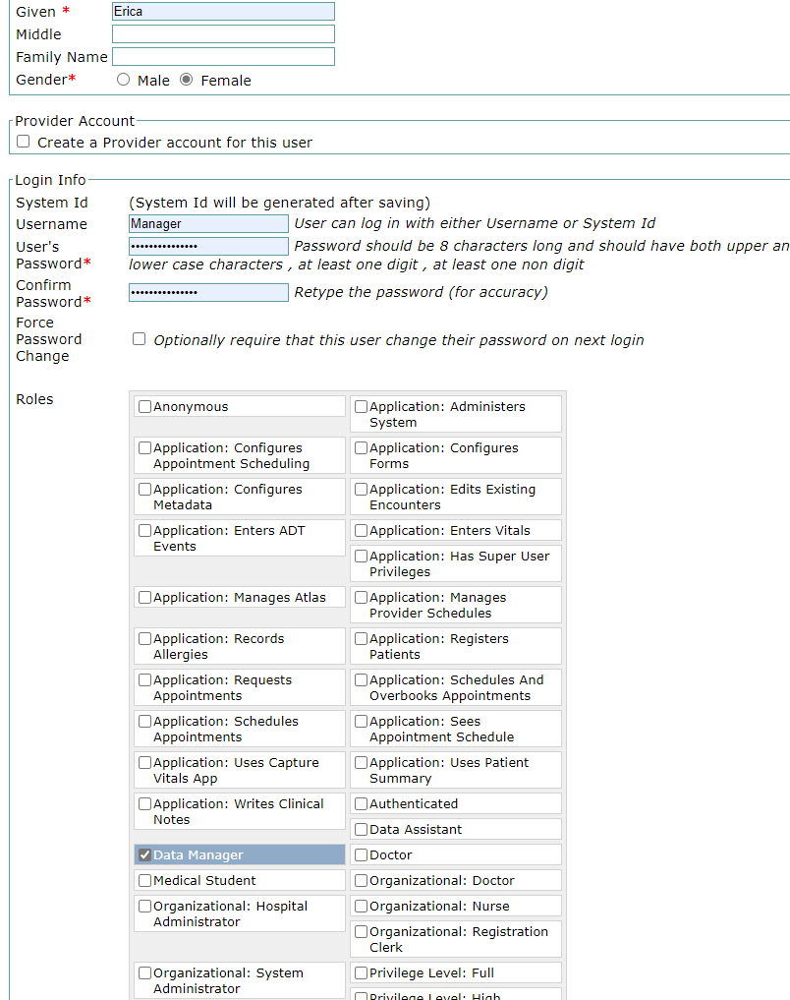 Given *
Erica
Middle
Family Name
Gender*
Male
Female
Provider Account
Create a Provider account for this user
Login Info
System Id
(System Id will be generated after saving)
Username
Manager
User can log in with either Username or System Id
User's
Password*
•••••••••••••••
Password should be 8 characters long and should have both upper an
lower case characters , at least one digit , at least one non digit
Confirm
Password*
•••••••••••••••
Retype the password (for accuracy)
Force
Password
Change
Optionally require that this user change their password on next login
Roles
Anonymous
Application: Administers
System
Application: Configures
Appointment Scheduling
Application: Configures
Forms
Application: Configures
Metadata
Application: Edits Existing
Encounters
Application: Enters ADT
Events
Application: Enters Vitals
Application: Has Super User
Privileges
Application: Manages Atlas
Application: Manages
Provider Schedules
Application: Records
Allergies
Application: Registers
Patients
Application: Requests
Appointments
Application: Schedules And
Overbooks Appointments
Application: Schedules
Appointments
Application: Sees
Appointment Schedule
Application: Uses Capture
Vitals App
Application: Uses Patient
Summary
Application: Writes Clinical
Notes
Authenticated
Data Assistant
Data Manager
Doctor
Medical Student
Organizational: Doctor
Organizational: Hospital
Administrator
Organizational: Nurse
Organizational: Registration
Clerk
Organizational: System
Administrator
Privilege Level: Full
Privilege Level: High